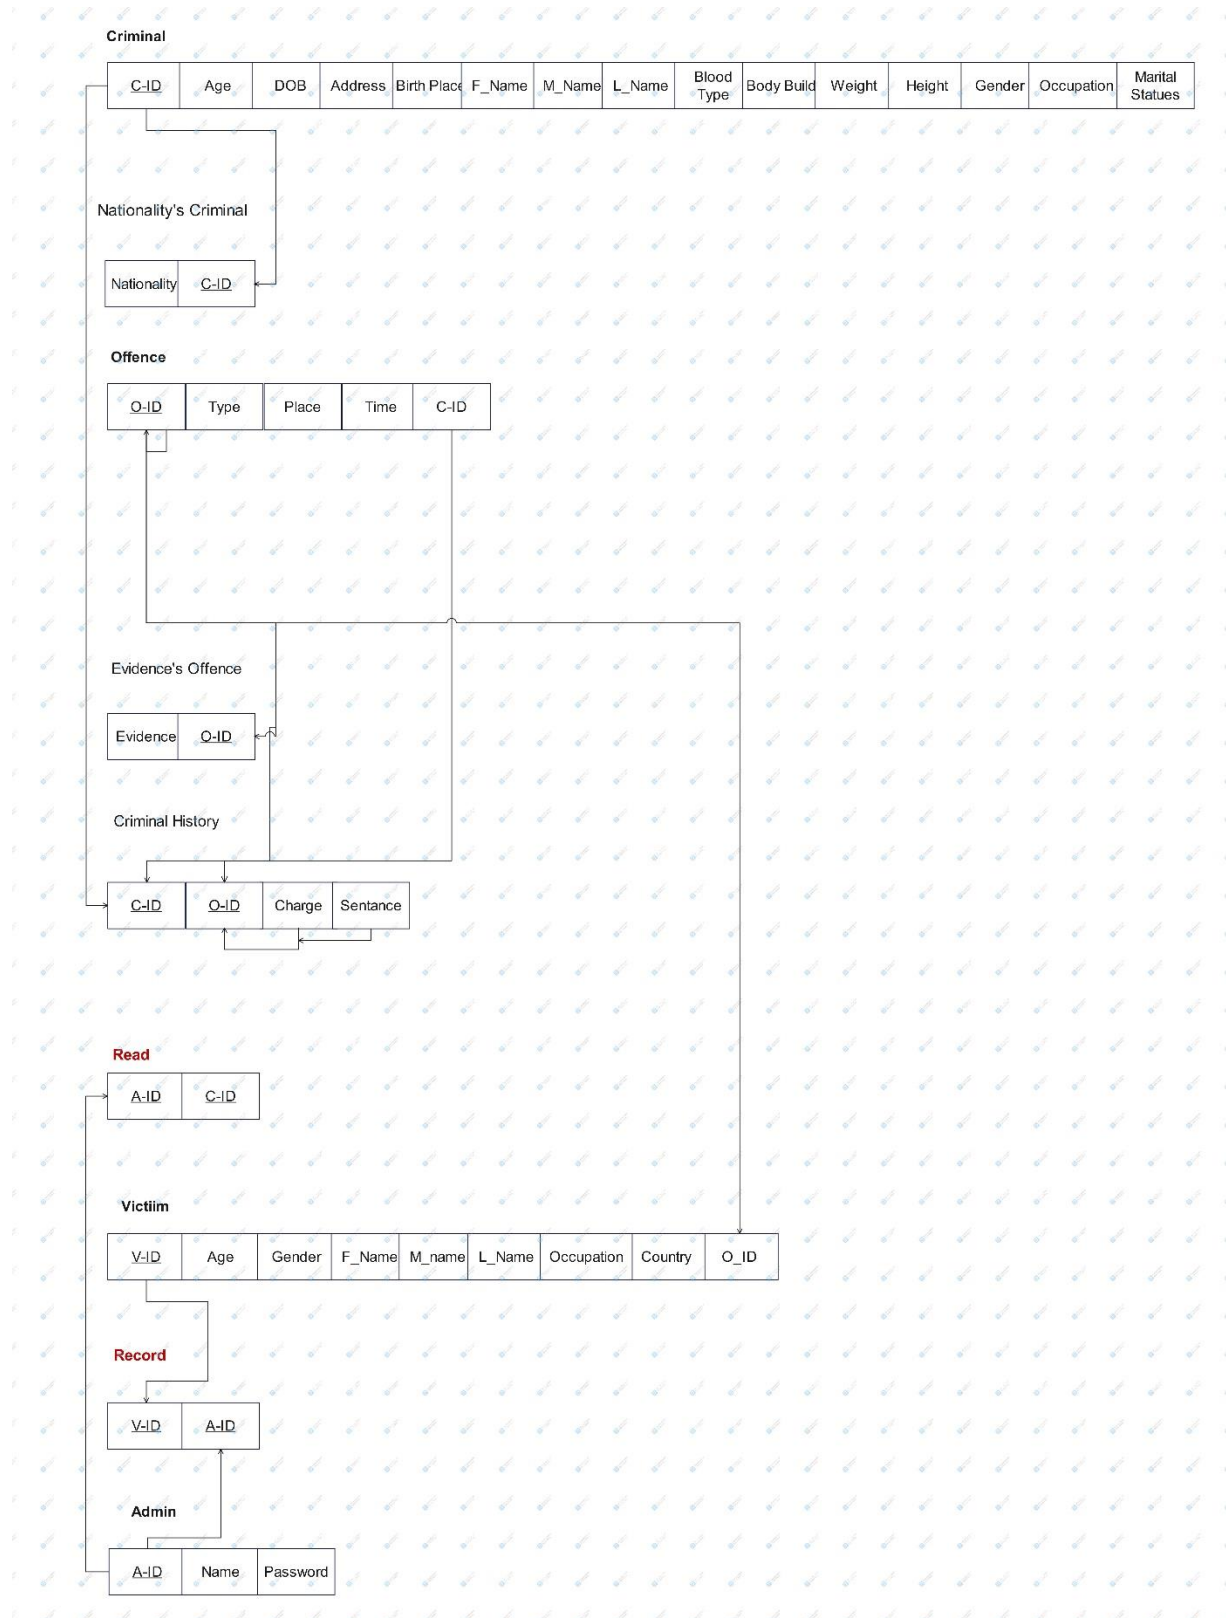 Criminal
C-ID Age DOB Address Birth Place F_Name M_Name L_Name Blood Type Body Build Weight Height Gender Occupation Marital Statues
Nationality's Criminal
Nationality C-ID
Offence
O-ID Type Place Time C-ID
Evidence's Offence
Evidence O-ID
Criminal History
C-ID O-ID Charge Sentance
Read
A-ID C-ID
Victiim
V-ID Age Gender F_Name M_name L_Name Occupation Country O_ID
Record
V-ID A-ID
Admin
A-ID Name Password